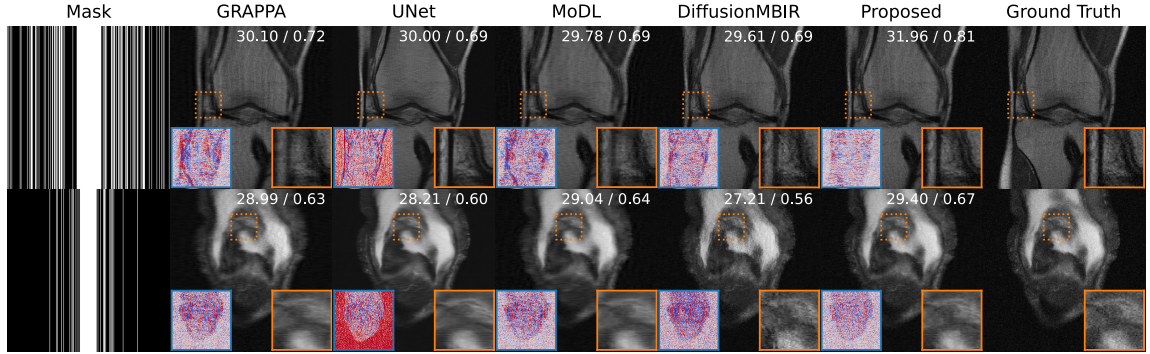 Mask GRAPPA UNet MoDL DiffusionMBIR Proposed Ground Truth
30.10 / 0.72 30.00 / 0.69 29.78 / 0.69 29.61 / 0.69 31.96 / 0.81
28.99 / 0.63 28.21 / 0.60 29.04 / 0.64 27.21 / 0.56 29.40 / 0.67